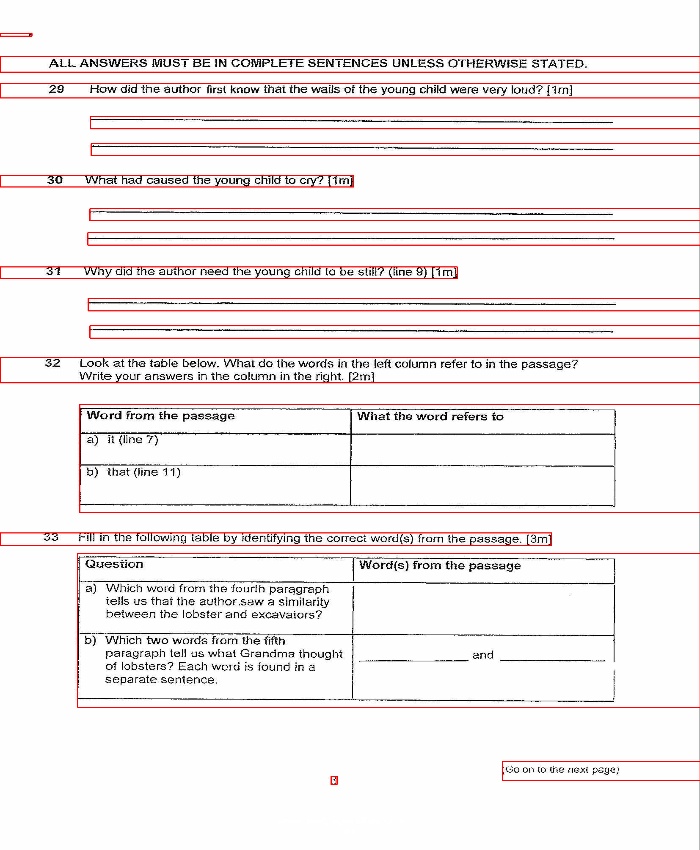 ALL ANSWERS MUST BE IN COMPLETE SENTENCES UNLESS OTHERWISE STATED.
29 How did the author first know that the wails of the young child were very loud? [1m]
30 What had caused the young child to cry? [1m]
31 Why did the author need the young child to be still? (line 9) [1m]
32 Look at the table below. What do the words in the left column refer to in the passage?
Write your answers in the column in the right. [2m]
Word from the passage What the word refers to
a) it (line 7)
b) that (line 11)
33 Fill in the following table by identifying the correct word(s) from the passage. [3m]
Question Word(s) from the passage
a) Which word from the fourth paragraph
tells us that the author saw a similarity
between the lobster and excavators?
b) Which two words from the fifth
paragraph tell us what Grandma thought
of lobsters? Each word is found in a
separate sentence.
_______________ and _______________
(Go on to the next page)